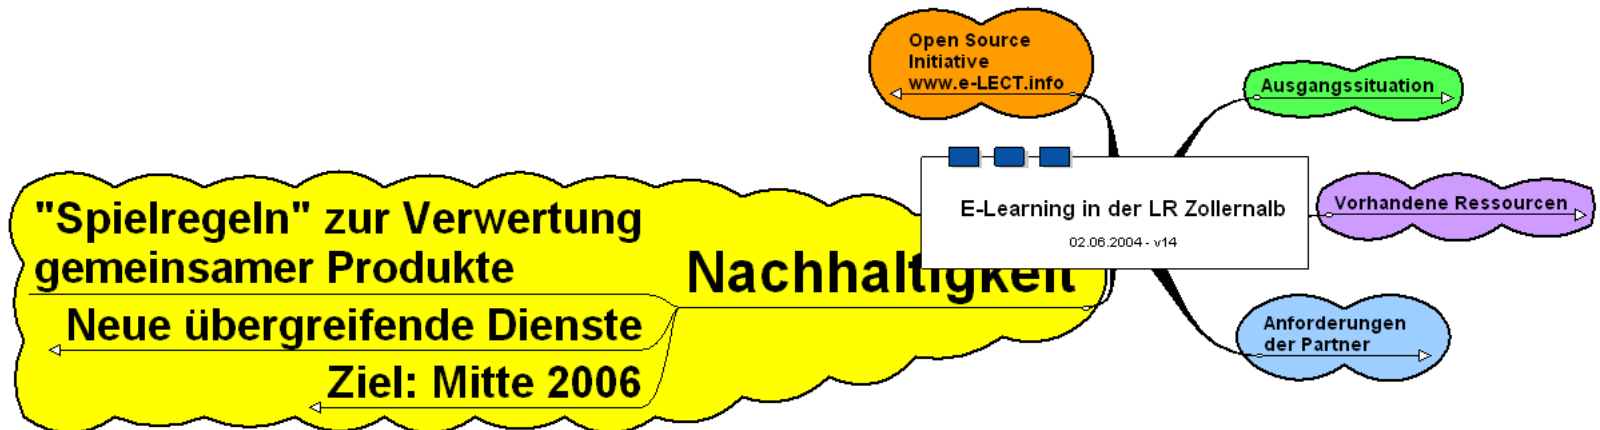 Open Source
Initiative
www.e-LECT.info
Ausgangssituation
Vorhandene Ressourcen
Anforderungen
der Partner
E-Learning in der LR Zollernalb
02.06.2004 - v14
Nachhaltigkeit
"Spielregeln" zur Verwertung
gemeinsamer Produkte
Neue übergreifende Dienste
Ziel: Mitte 2006